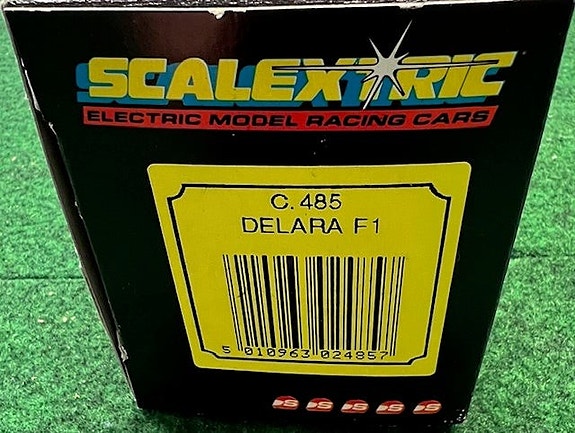 SCALEXTRIC
ELECTRIC MODEL RACING CARS
C.485
DELARA F1
5 010963 024857